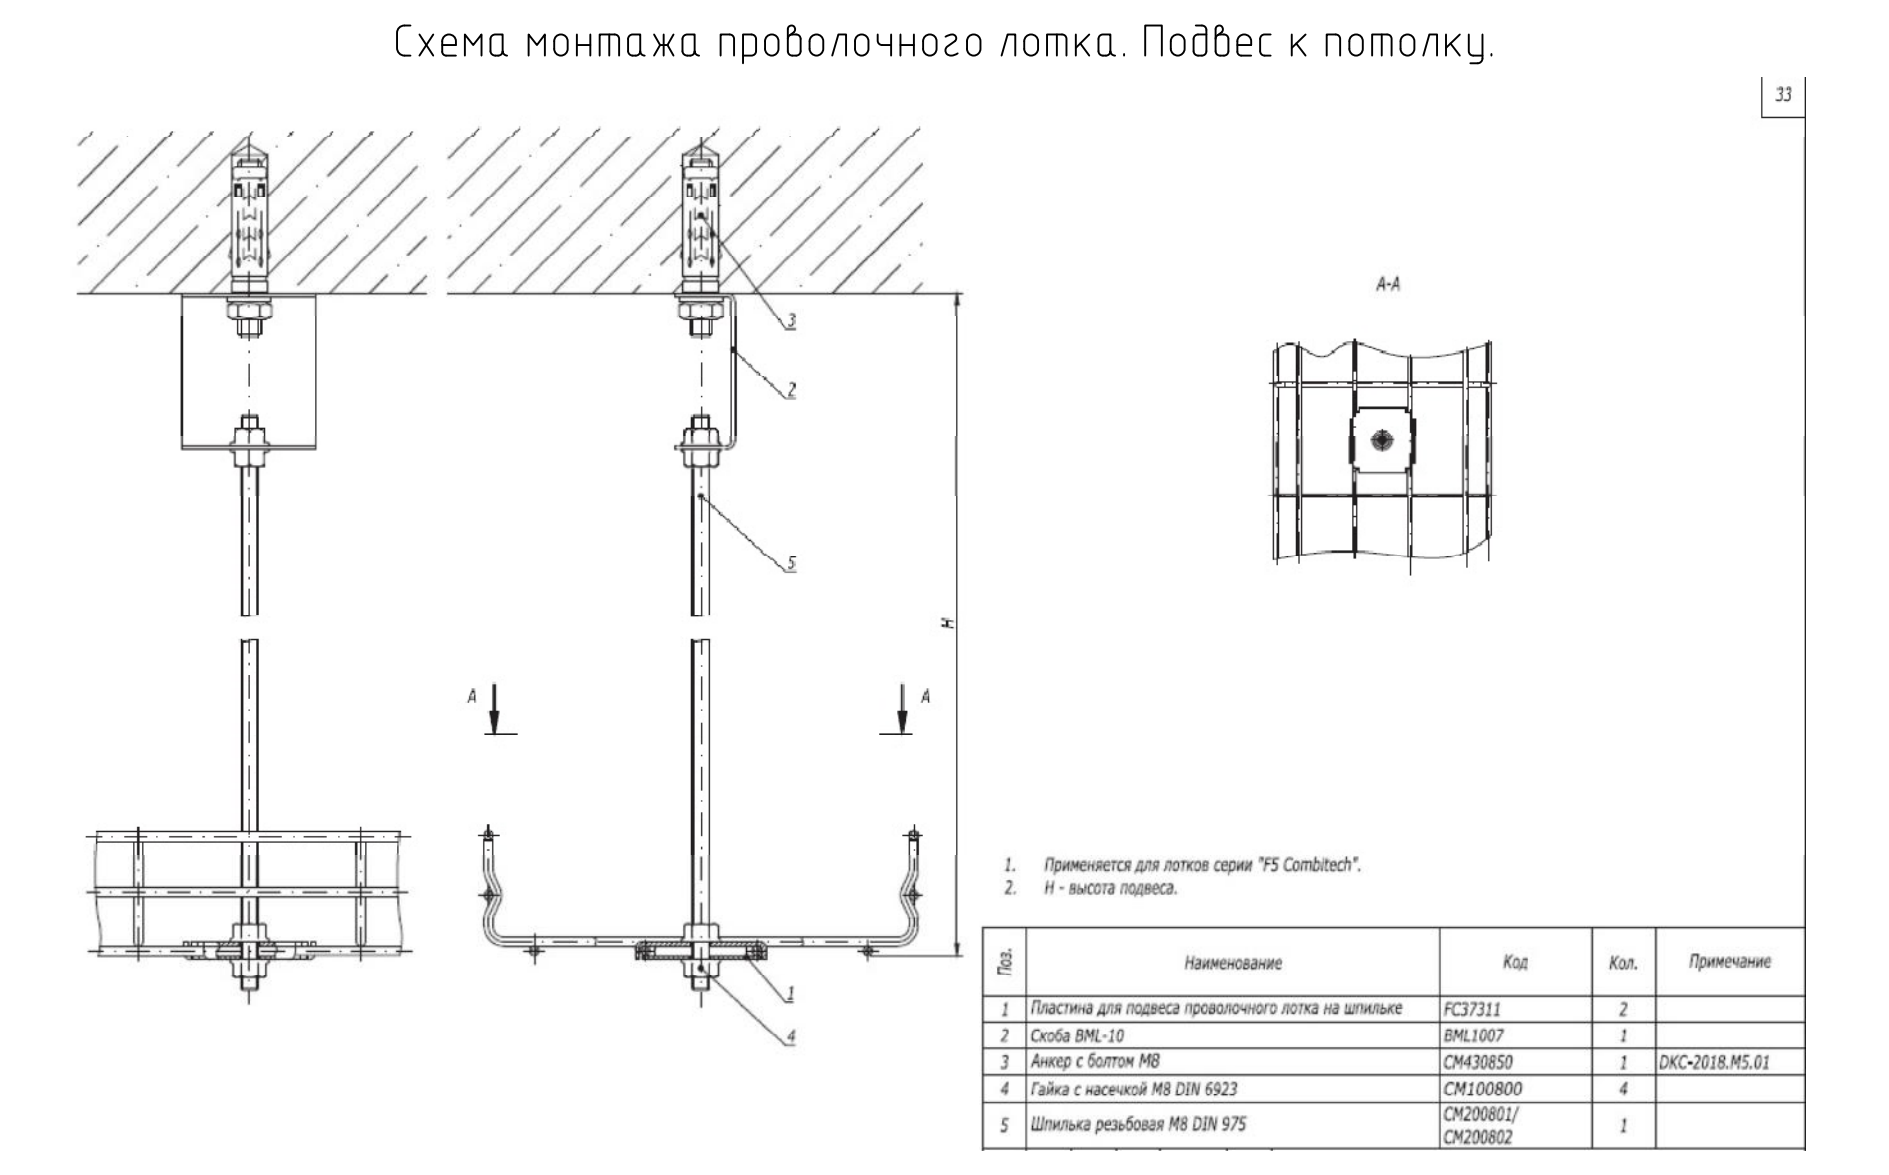 Схема монтажа проволочного лотка. Подвес к потолку.
33
А-А
3
2
5
Н
А
А
1
4
1. Применяется для лотков серии "F5 Combitech".
2. Н - высота подвеса.
Поз. Наименование Код Кол. Примечание
1 Пластина для подвеса проволочного лотка на шпильке FC37311 2
2 Скоба BML-10 BML1007 1
3 Анкер с болтом М8 CM430850 1 DKC-2018.M5.01
4 Гайка с насечкой М8 DIN 6923 CM100800 4
5 Шпилька резьбовая М8 DIN 975 CM200801/
CM200802 1